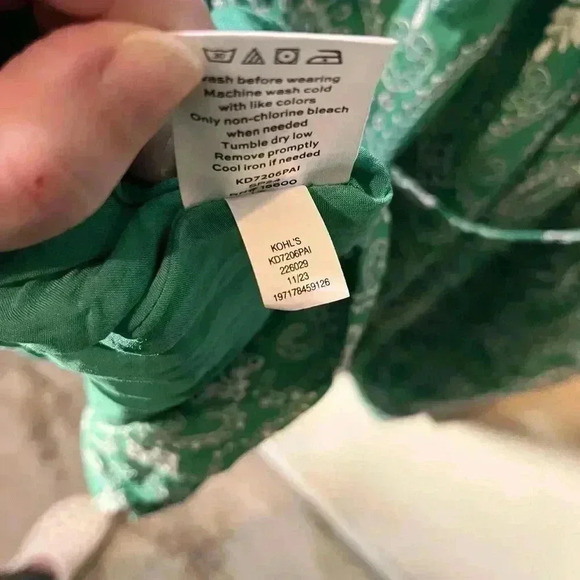 wash before wearing
Machine wash cold
with like colors
Only non-chlorine bleach
when needed
Tumble dry low
Remove promptly
Cool iron if needed
KD7206PAI
KOHL'S
KD7206PAI
226029
11/23
197178459126